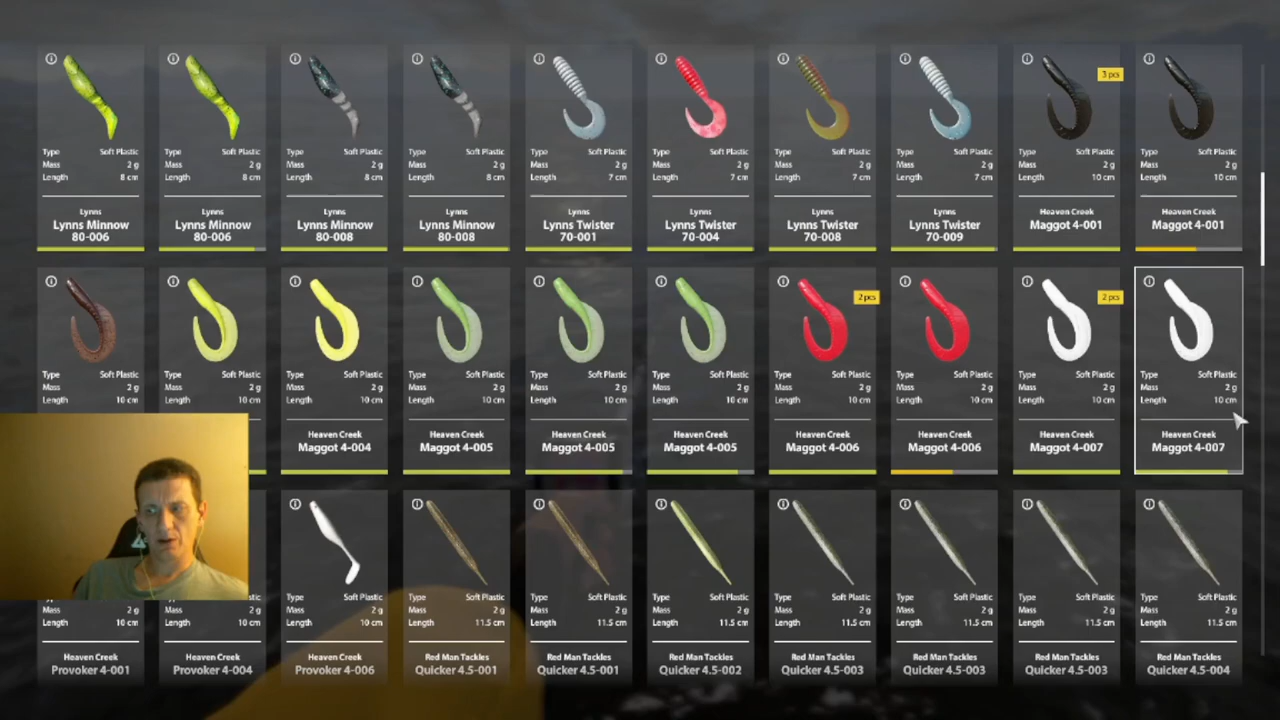 3 pcs
Type Soft Plastic Type Soft Plastic Type Soft Plastic Type Soft Plastic Type Soft Plastic Type Soft Plastic Type Soft Plastic Type Soft Plastic Type Soft Plastic Type Soft Plastic
Mass 2 g Mass 2 g Mass 2 g Mass 2 g Mass 2 g Mass 2 g Mass 2 g Mass 2 g Mass 2 g Mass 2 g
Length 8 cm Length 8 cm Length 8 cm Length 8 cm Length 7 cm Length 7 cm Length 7 cm Length 7 cm Length 10 cm Length 10 cm
Lynns Lynns Lynns Lynns Lynns Lynns Lynns Lynns Heaven Creek Heaven Creek
Lynns Minnow Lynns Minnow Lynns Minnow Lynns Minnow Lynns Twister Lynns Twister Lynns Twister Lynns Twister Maggot 4-001 Maggot 4-001
80-006 80-006 80-008 80-008 70-001 70-004 70-008 70-009
2 pcs 2 pcs
Type Soft Plastic Type Soft Plastic Type Soft Plastic Type Soft Plastic Type Soft Plastic Type Soft Plastic Type Soft Plastic Type Soft Plastic Type Soft Plastic Type Soft Plastic
Mass 2 g Mass 2 g Mass 2 g Mass 2 g Mass 2 g Mass 2 g Mass 2 g Mass 2 g Mass 2 g Mass 2 g
Length 10 cm Length 10 cm Length 10 cm Length 10 cm Length 10 cm Length 10 cm Length 10 cm Length 10 cm Length 10 cm Length 10 cm
Heaven Creek Heaven Creek Heaven Creek Heaven Creek Heaven Creek Heaven Creek Heaven Creek Heaven Creek
Maggot 4-004 Maggot 4-005 Maggot 4-005 Maggot 4-005 Maggot 4-006 Maggot 4-006 Maggot 4-007 Maggot 4-007
Soft Plastic Soft Plastic Type Soft Plastic Type Soft Plastic Type Soft Plastic Type Soft Plastic Type Soft Plastic Type Soft Plastic Type Soft Plastic Type Soft Plastic
Mass 2 g Mass 2 g Mass 2 g Mass 2 g Mass 2 g Mass 2 g Mass 2 g Mass 2 g Mass 2 g Mass 2 g
Length 10 cm Length 10 cm Length 10 cm Length 11.5 cm Length 11.5 cm Length 11.5 cm Length 11.5 cm Length 11.5 cm Length 11.5 cm Length 11.5 cm
Heaven Creek Heaven Creek Heaven Creek Red Man Tackles Red Man Tackles Red Man Tackles Red Man Tackles Red Man Tackles Red Man Tackles Red Man Tackles
Provoker 4-001 Provoker 4-004 Provoker 4-006 Quicker 4.5-001 Quicker 4.5-001 Quicker 4.5-002 Quicker 4.5-003 Quicker 4.5-003 Quicker 4.5-003 Quicker 4.5-004